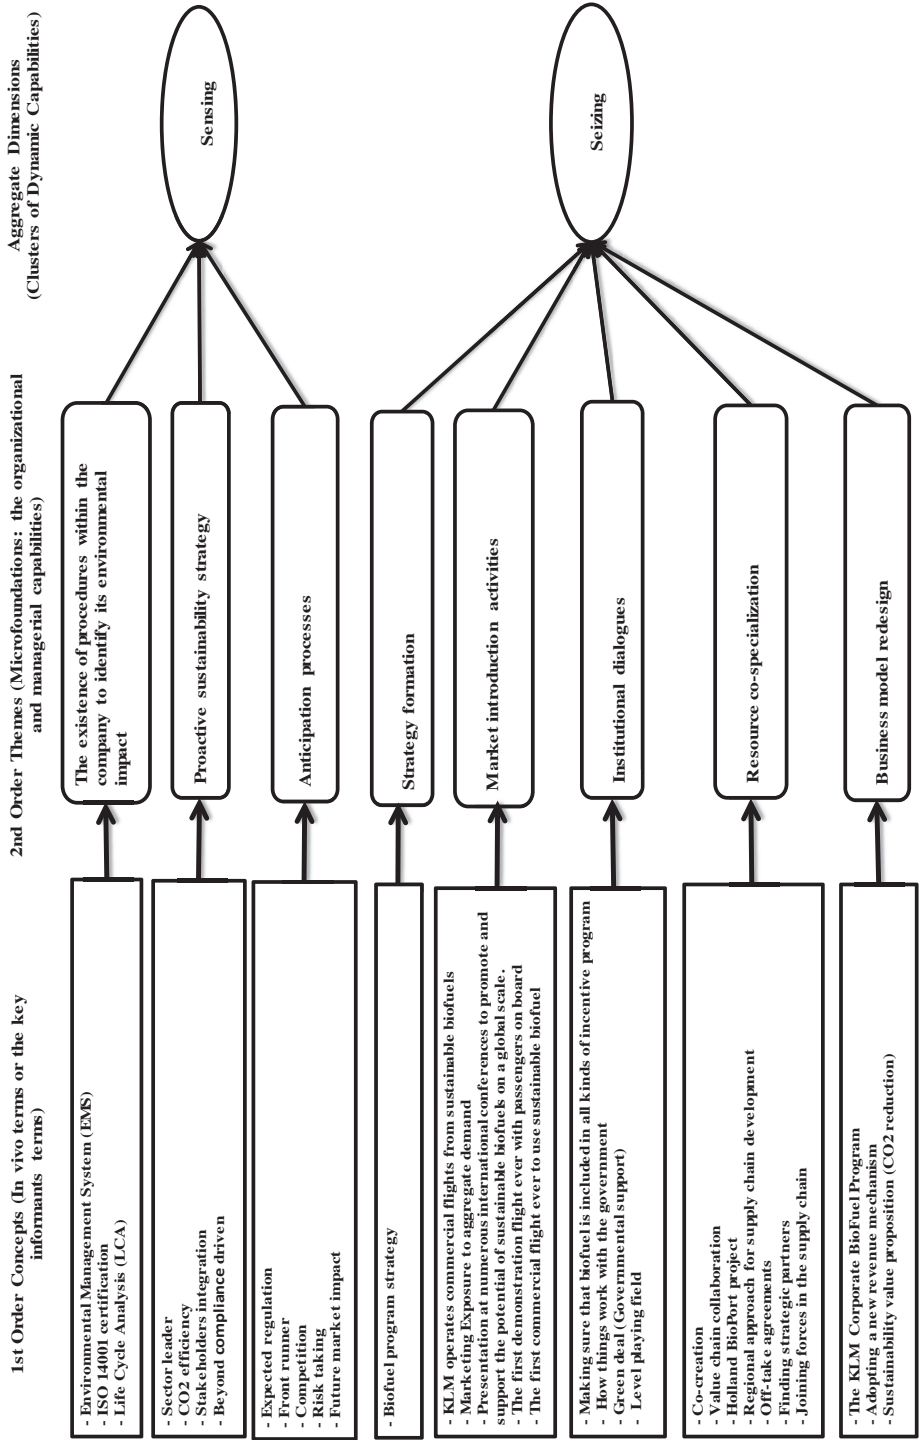 1st Order Concepts (In vivo terms or the key
informants terms)
2nd Order Themes (Microfoundations: the organizational
and managerial capabilities)
Aggregate Dimensions
(Clusters of Dynamic Capabilities)
- Environmental Management System (EMS)
- ISO 14001 certification
- Life Cycle Analysis (LCA)
The existence of procedures within the
company to identify its environmental
impact
- Sector leader
- CO2 efficiency
- Stakeholders integration
- Beyond compliance driven
Proactive sustainability strategy
- Expected regulation
- Front runner
- Competition
- Risk taking
- Future market impact
Anticipation processes
Sensing
- Biofuel program strategy
Strategy formation
- KLM operates commercial flights from sustainable biofuels
- Marketing Exposure to aggregate demand
- Presentation at numerous international conferences to promote and
support the potential of sustainable biofuels on a global scale.
- The first demonstration flight ever with passengers on board
- The first commercial flight ever to use sustainable biofuel
Market introduction activities
- Making sure that biofuel is included in all kinds of incentive program
- How things work with the government
- Green deal (Governmental support)
- Level playing field
Institutional dialogues
- Co-creation
- Value chain collaboration
- Holland BioPort project
- Regional approach for supply chain development
- Off-take agreements
- Finding strategic partners
- Joining forces in the supply chain
Resource co-specialization
- The KLM Corporate BioFuel Program
- Adopting a new revenue mechanism
- Sustainability value proposition (CO2 reduction)
Business model redesign
Seizing